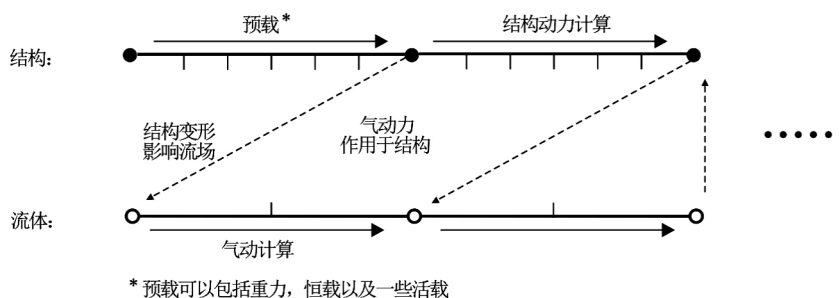 预载*
结构动力计算
结构:
结构变形
影响流场
气动力
作用于结构
流体:
气动计算
* 预载可以包括重力，恒载以及一些活载